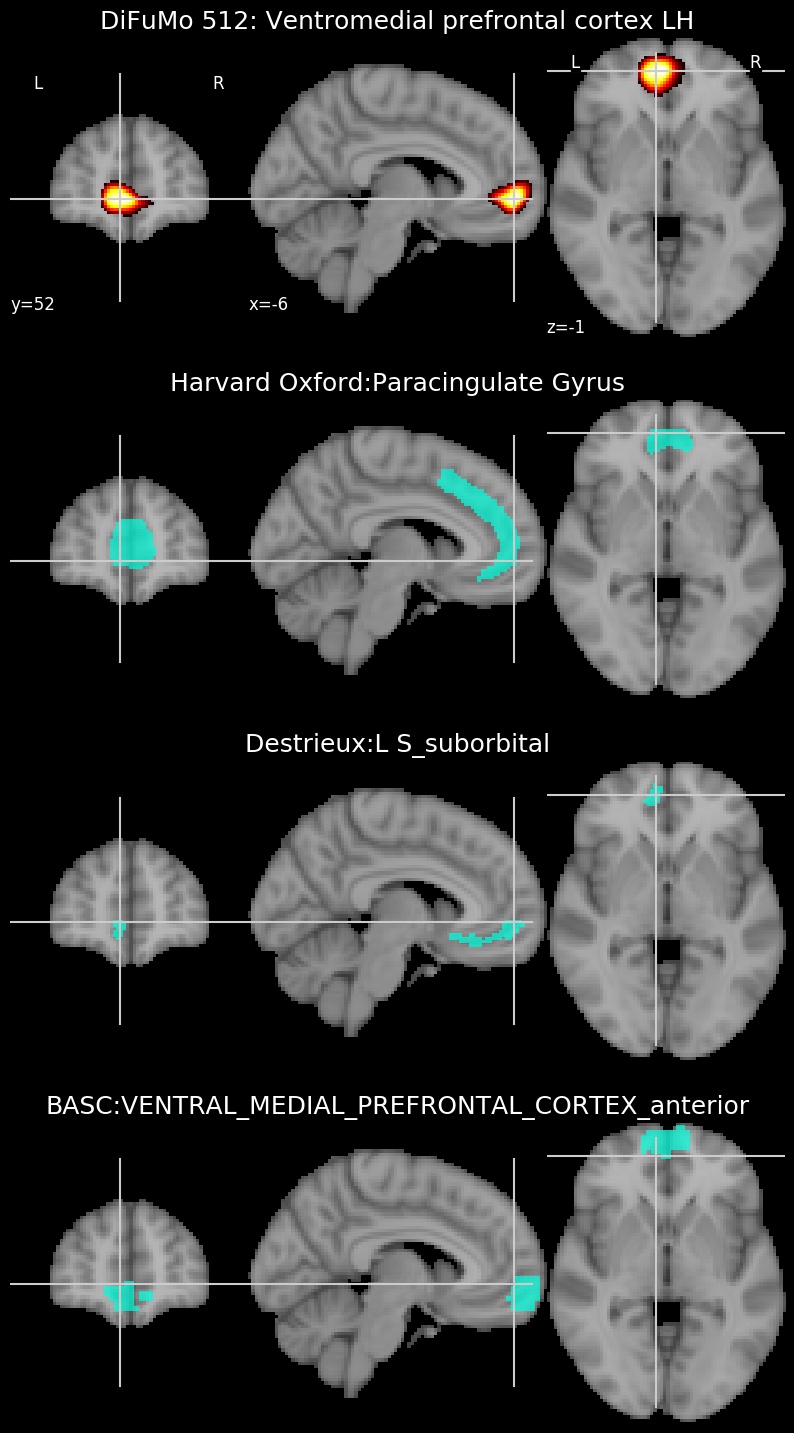 DiFuMo 512: Ventromedial prefrontal cortex LH
L R L R
y=52 x=-6 z=-1
Harvard Oxford:Paracingulate Gyrus
Destrieux:L S_suborbital
BASC:VENTRAL_MEDIAL_PREFRONTAL_CORTEX_anterior